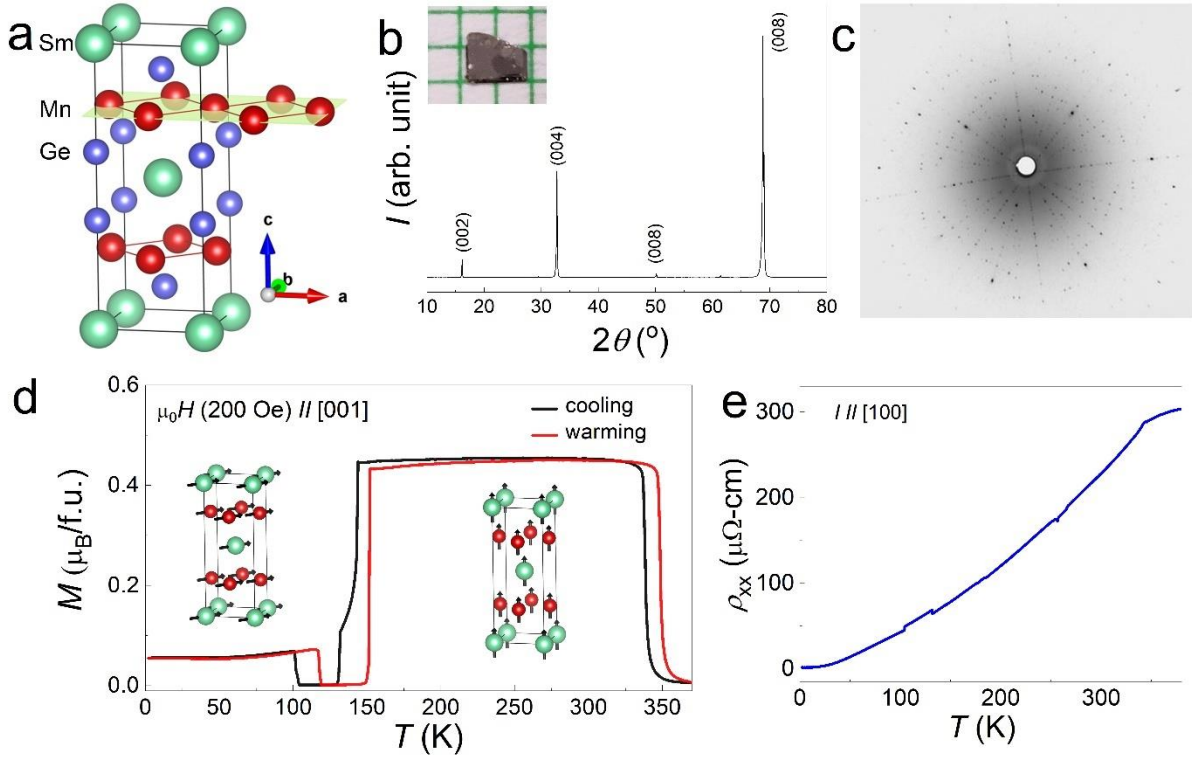 a
Sm
Mn
Ge
c
b
a
b
I (arb. unit)
(002)
(004)
(008)
(008)
10 20 30 40 50 60 70 80
2θ (°)
c
d
μ₀H (200 Oe) // [001]
cooling
warming
M (μB/f.u.)
0.6
0.4
0.2
0.0
0 50 100 150 200 250 300 350
T (K)
e
I // [100]
ρxx (μΩ-cm)
300
200
100
0
0 100 200 300
T (K)